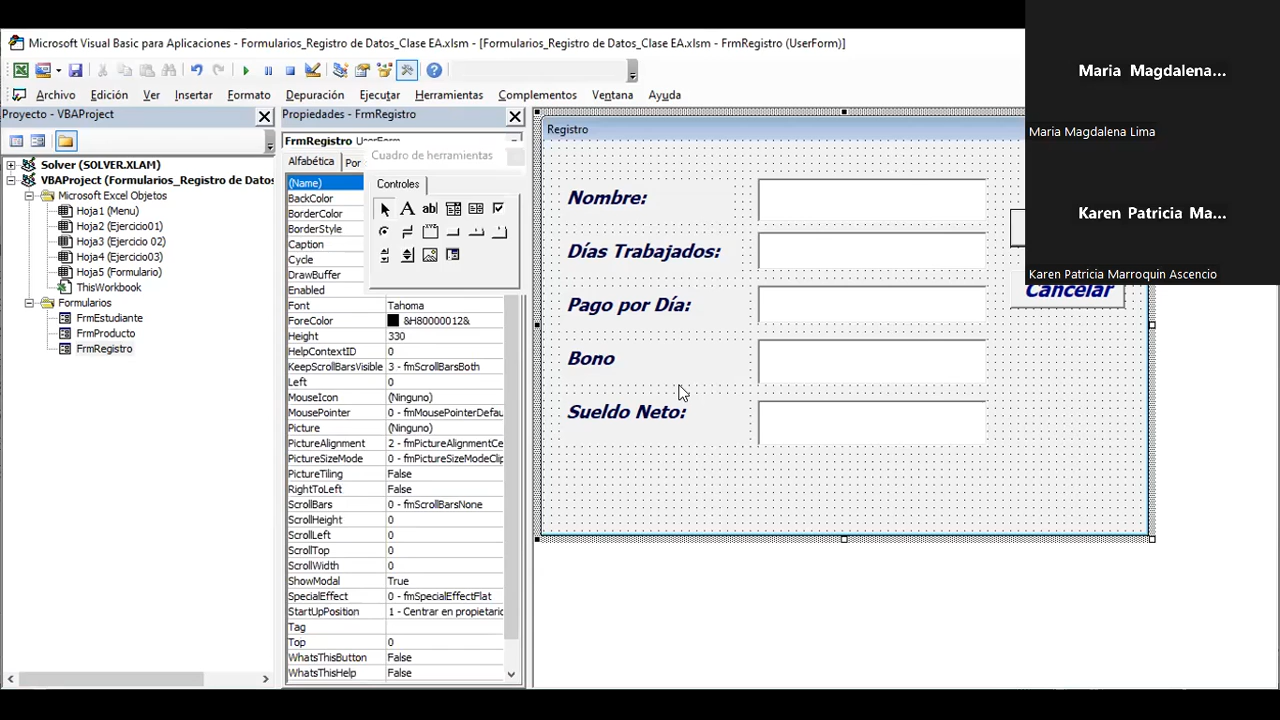 Microsoft Visual Basic para Aplicaciones - Formularios_Registro de Datos_Clase EA.xlsm - [Formularios_Registro de Datos_Clase EA.xlsm - FrmRegistro (UserForm)]
Archivo Edición Ver Insertar Formato Depuración Ejecutar Herramientas Complementos Ventana Ayuda
Proyecto - VBAProject
Solver (SOLVER.XLAM)
VBAProject (Formularios_Registro de Datos
Microsoft Excel Objetos
Hoja1 (Menu)
Hoja2 (Ejercicio01)
Hoja3 (Ejercicio 02)
Hoja4 (Ejercicio03)
Hoja5 (Formulario)
ThisWorkbook
Formularios
FrmEstudiante
FrmProducto
FrmRegistro
Propiedades - FrmRegistro
FrmRegistro UserForm
Alfabética Por
(Name)
BackColor
BorderColor
BorderStyle
Caption
Cycle
DrawBuffer
Enabled
Font Tahoma
ForeColor &H80000012&
Height 330
HelpContextID 0
KeepScrollBarsVisible 3 - fmScrollBarsBoth
Left 0
MouseIcon (Ninguno)
MousePointer 0 - fmMousePointerDefau
Picture (Ninguno)
PictureAlignment 2 - fmPictureAlignmentCe
PictureSizeMode 0 - fmPictureSizeModeClip
PictureTiling False
RightToLeft False
ScrollBars 0 - fmScrollBarsNone
ScrollHeight 0
ScrollLeft 0
ScrollTop 0
ScrollWidth 0
ShowModal True
SpecialEffect 0 - fmSpecialEffectFlat
StartUpPosition 1 - Centrar en propietario
Tag
Top 0
WhatsThisButton False
WhatsThisHelp False
Cuadro de herramientas
Controles
A ab|
Registro
Nombre:
Días Trabajados:
Pago por Día:
Bono
Sueldo Neto:
Cancelar
Maria Magdalena...
Maria Magdalena Lima
Karen Patricia Ma...
Karen Patricia Marroquin Ascencio